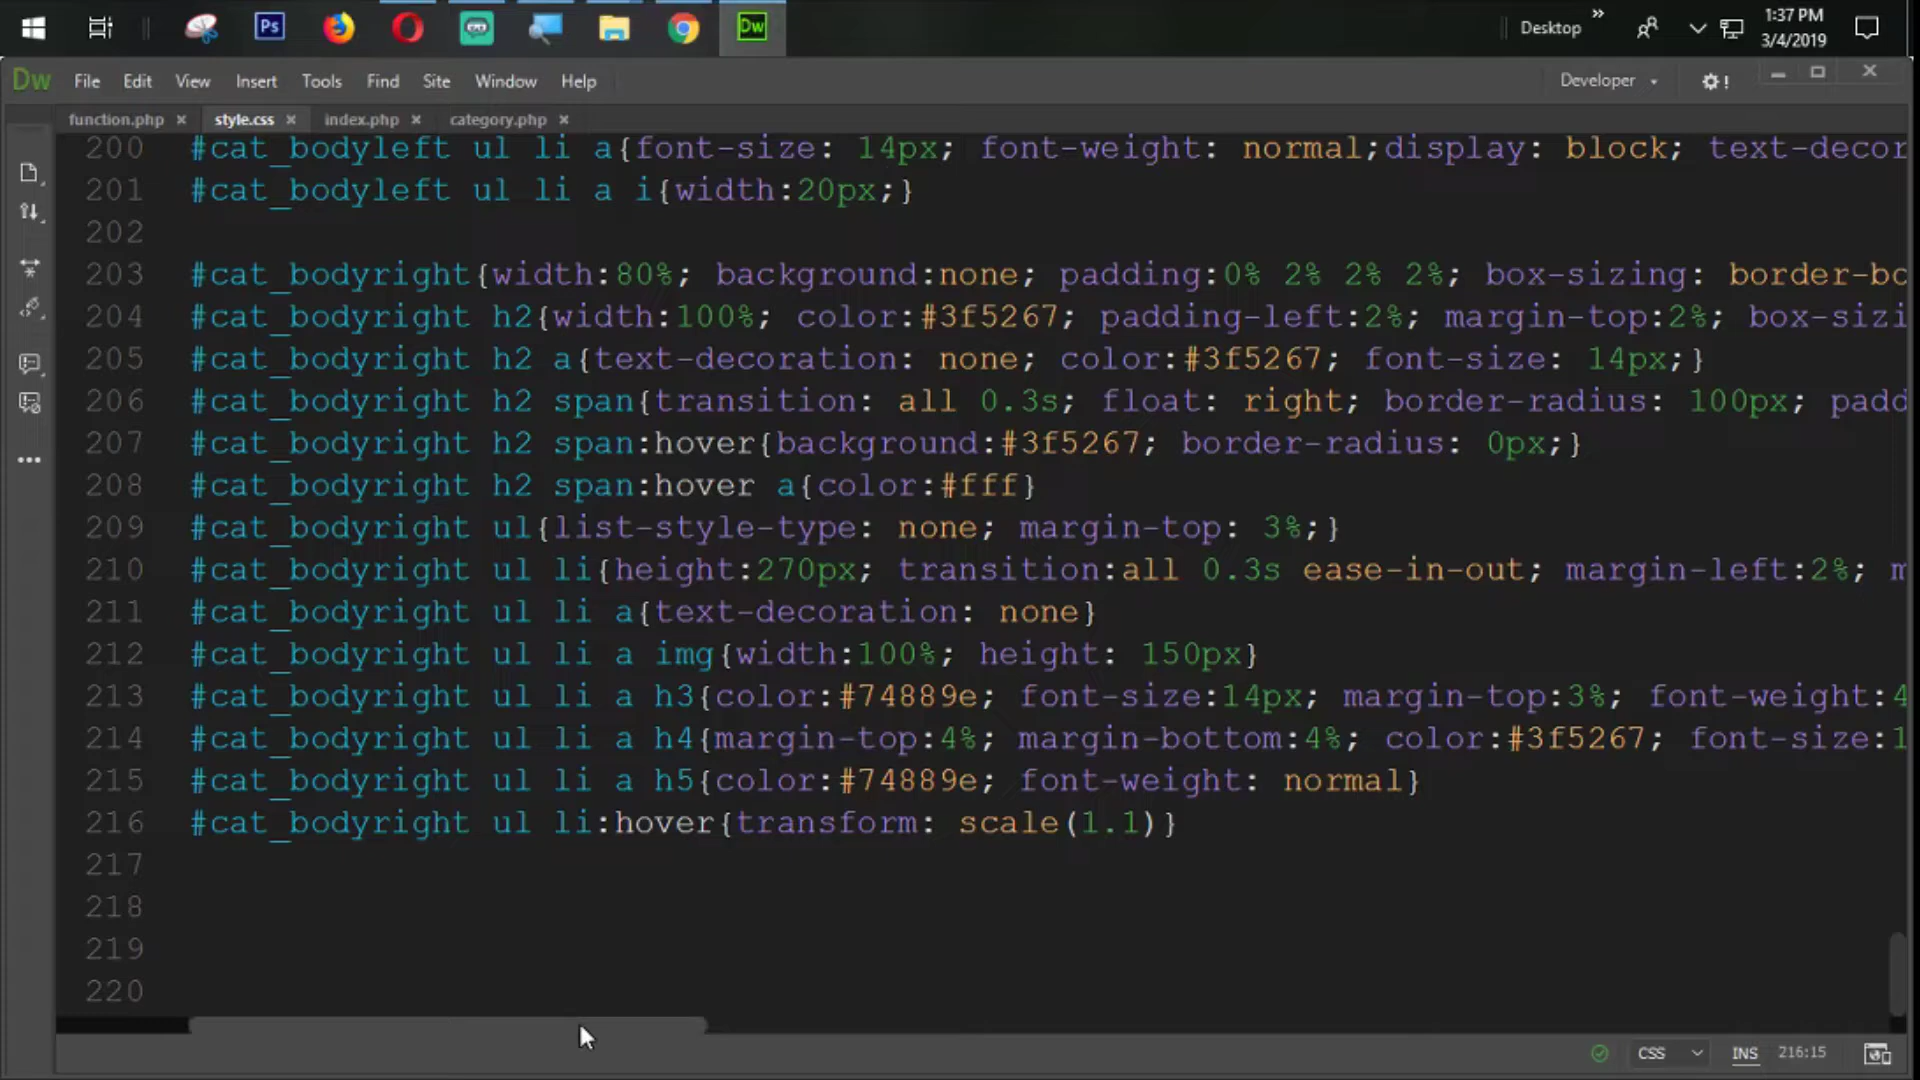 Ps
Dw
Desktop
»
1:37 PM
3/4/2019
Dw File Edit View Insert Tools Find Site Window Help
Developer
!
function.php × style.css × index.php × category.php ×
200 #cat_bodyleft ul li a{font-size: 14px; font-weight: normal;display: block; text-decor
201 #cat_bodyleft ul li a i{width:20px;}
202
203 #cat_bodyright{width:80%; background:none; padding:0% 2% 2% 2%; box-sizing: border-bo
204 #cat_bodyright h2{width:100%; color:#3f5267; padding-left:2%; margin-top:2%; box-sizi
205 #cat_bodyright h2 a{text-decoration: none; color:#3f5267; font-size: 14px;}
206 #cat_bodyright h2 span{transition: all 0.3s; float: right; border-radius: 100px; padd
207 #cat_bodyright h2 span:hover{background:#3f5267; border-radius: 0px;}
208 #cat_bodyright h2 span:hover a{color:#fff}
209 #cat_bodyright ul{list-style-type: none; margin-top: 3%;}
210 #cat_bodyright ul li{height:270px; transition:all 0.3s ease-in-out; margin-left:2%; m
211 #cat_bodyright ul li a{text-decoration: none}
212 #cat_bodyright ul li a img{width:100%; height: 150px}
213 #cat_bodyright ul li a h3{color:#74889e; font-size:14px; margin-top:3%; font-weight:4
214 #cat_bodyright ul li a h4{margin-top:4%; margin-bottom:4%; color:#3f5267; font-size:1
215 #cat_bodyright ul li a h5{color:#74889e; font-weight: normal}
216 #cat_bodyright ul li:hover{transform: scale(1.1)}
217
218
219
220
CSS INS 216:15